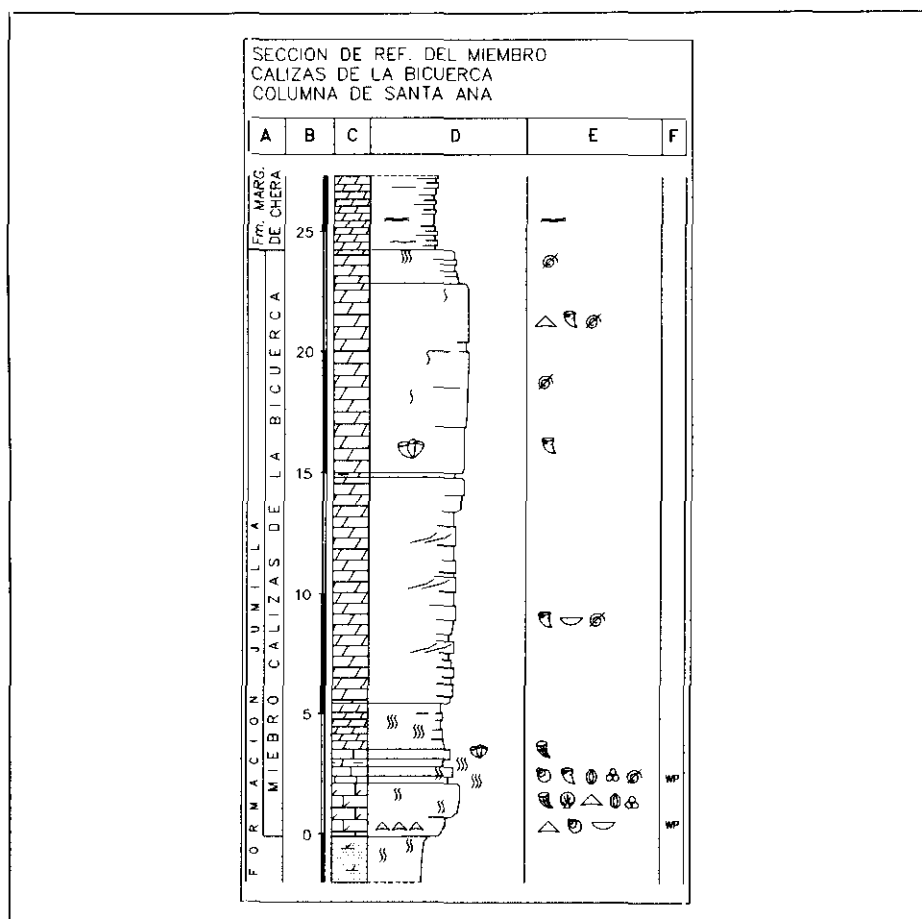 SECCION DE REF. DEL MIEMBRO
CALIZAS DE LA BICUERCA
COLUMNA DE SANTA ANA
A B C D E F
Fm. MARG.
DE CHERA
FORMACION JUMILLA
MIEBRO CALIZAS DE LA BICUERCA
25
20
15
10
5
0
WP
WP